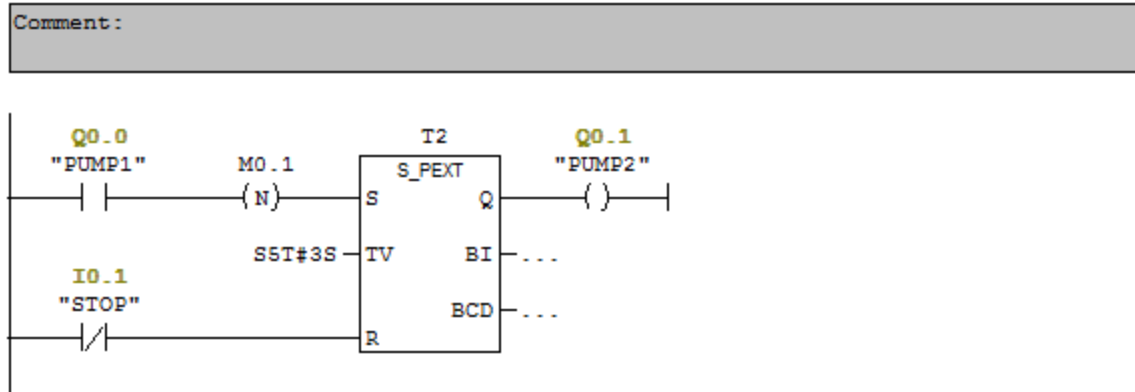 Comment:
Q0.0 T2 Q0.1
"PUMP1" M0.1 S_PEXT "PUMP2"
(N) S Q ( )
S5T#3S TV BI ...
I0.1
"STOP" BCD ...
R